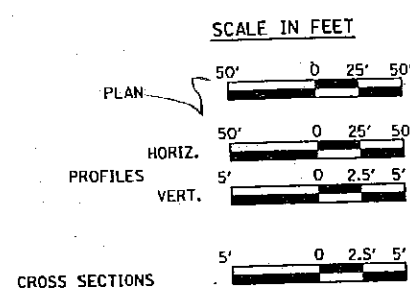 SCALE IN FEET
50' 0 25' 50'
PLAN
50' 0 25' 50
HORIZ.
PROFILES
5' 0 2.5' 5'
VERT.
5' 0 2.5' 5'
CROSS SECTIONS